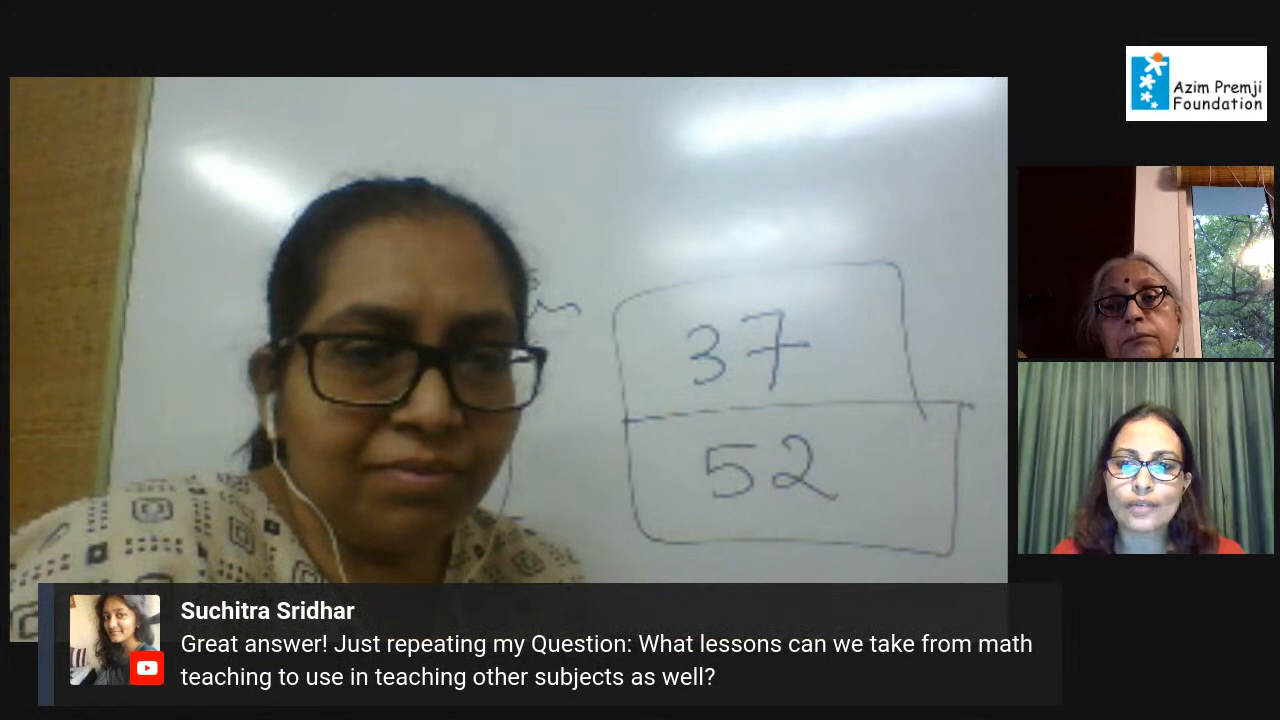 Azim Premji
Foundation
37
52
Suchitra Sridhar
Great answer! Just repeating my Question: What lessons can we take from math
teaching to use in teaching other subjects as well?